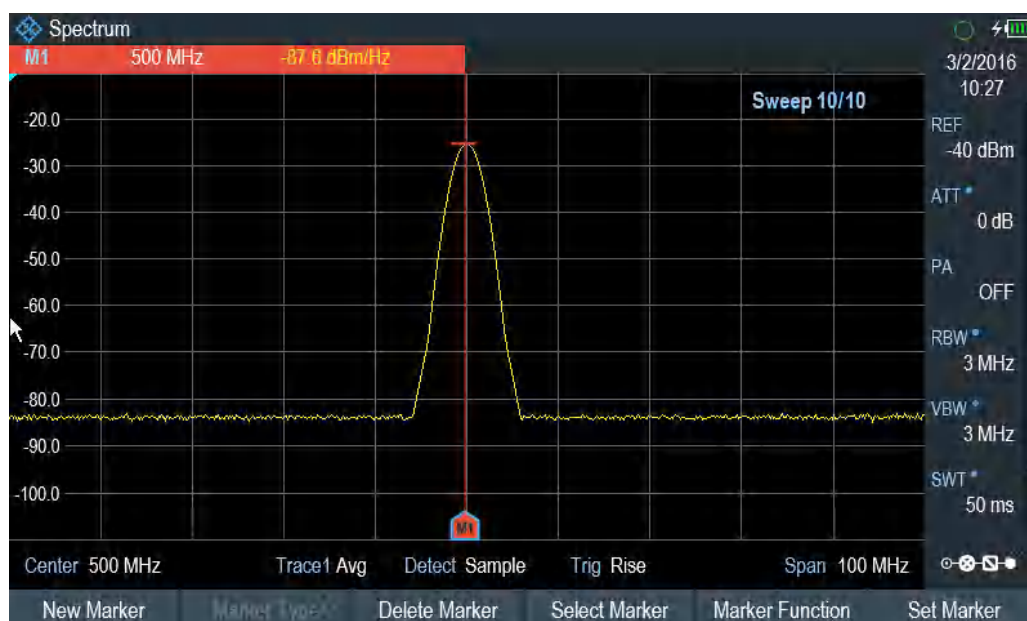 Spectrum
M1 500 MHz -87.6 dBm/Hz
3/2/2016
10:27
Sweep 10/10
-20.0
-30.0
-40.0
-50.0
-60.0
-70.0
-80.0
-90.0
-100.0
M1
REF
-40 dBm
ATT
0 dB
PA
OFF
RBW
3 MHz
VBW
3 MHz
SWT
50 ms
Center 500 MHz Trace1 Avg Detect Sample Trig Rise Span 100 MHz
New Marker Marker Type Delete Marker Select Marker Marker Function Set Marker